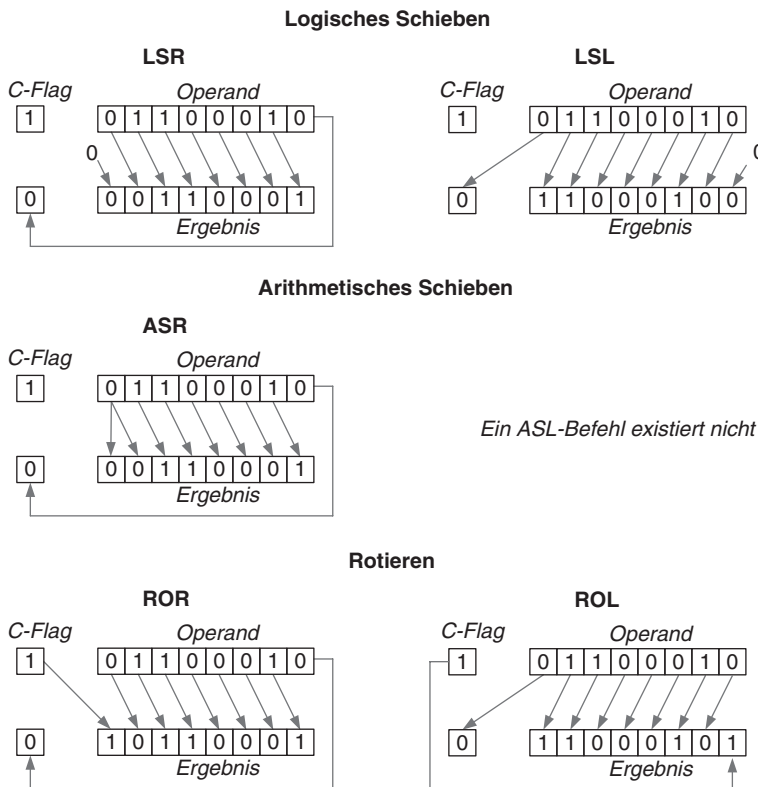 Logisches Schieben
LSR LSL
C-Flag Operand C-Flag Operand
1 0 1 1 0 0 0 1 0 1 0 1 1 0 0 0 1 0
0 0
0 0 0 1 1 0 0 0 1 0 1 1 0 0 0 1 0 0
Ergebnis Ergebnis
Arithmetisches Schieben
ASR
C-Flag Operand
1 0 1 1 0 0 0 1 0
Ein ASL-Befehl existiert nicht
0 0 0 1 1 0 0 0 1
Ergebnis
Rotieren
ROR ROL
C-Flag Operand C-Flag Operand
1 0 1 1 0 0 0 1 0 1 0 1 1 0 0 0 1 0
0 1 0 1 1 0 0 0 1 0 1 1 0 0 0 1 0 1
Ergebnis Ergebnis